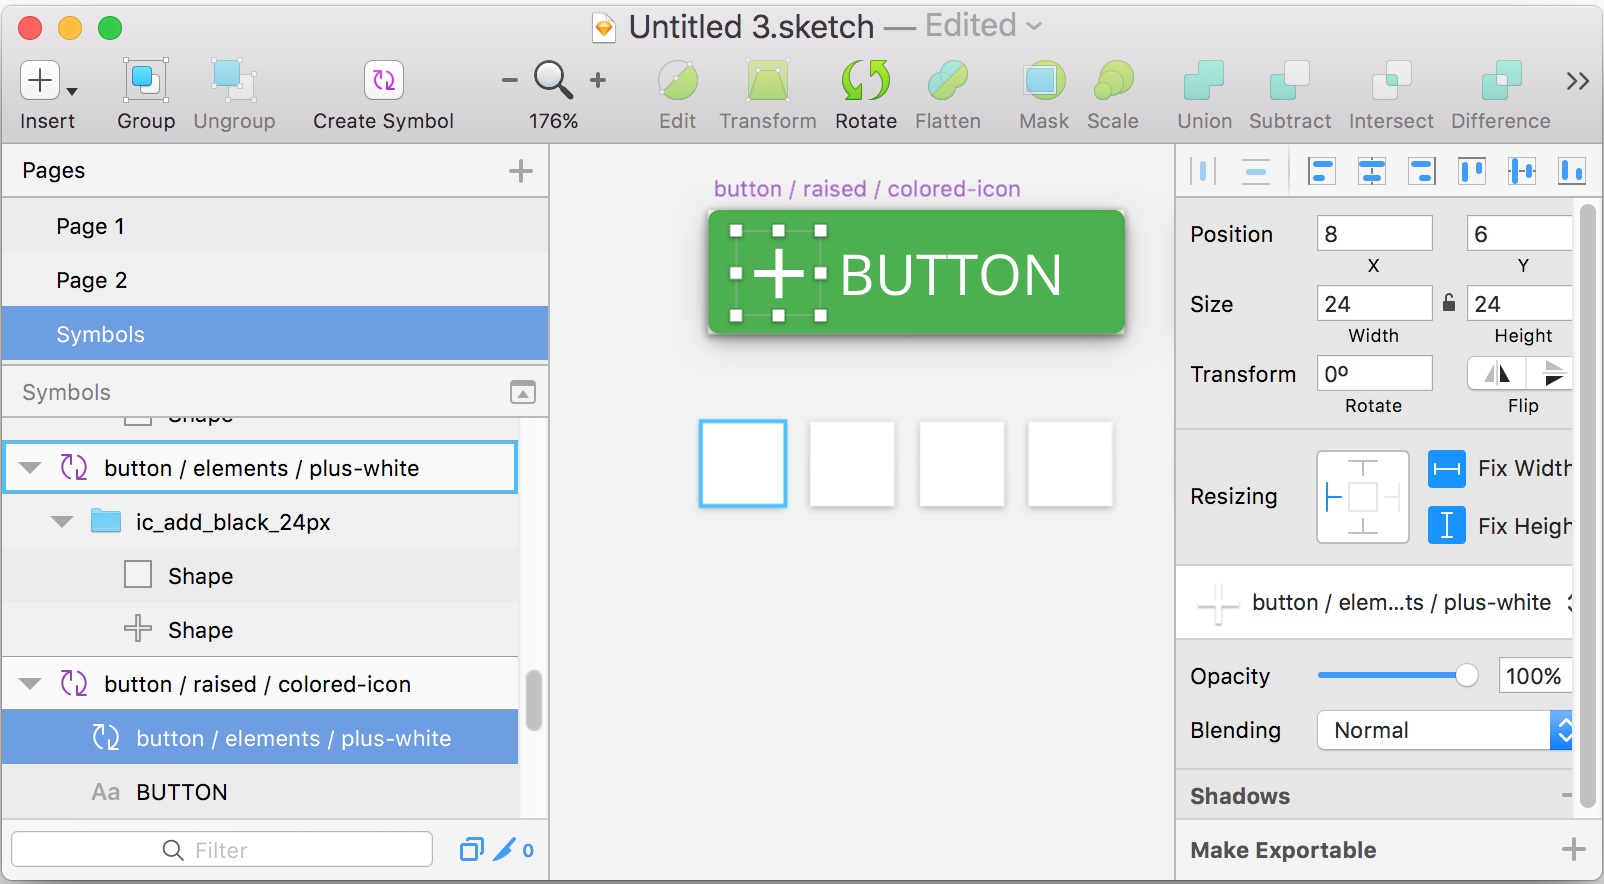 Untitled 3.sketch — Edited
Insert
Group
Ungroup
Create Symbol
176%
Edit
Transform
Rotate
Flatten
Mask
Scale
Union
Subtract
Intersect
Difference
Pages
Page 1
Page 2
Symbols
Symbols
Shape
button / elements / plus-white
ic_add_black_24px
Shape
Shape
button / raised / colored-icon
button / elements / plus-white
Aa BUTTON
Filter
0
button / raised / colored-icon
BUTTON
Position 8 6
X Y
Size 24 24
Width Height
Transform 0º
Rotate Flip
Resizing
Fix Width
Fix Heigh
button / elem...ts / plus-white
Opacity 100%
Blending Normal
Shadows
Make Exportable